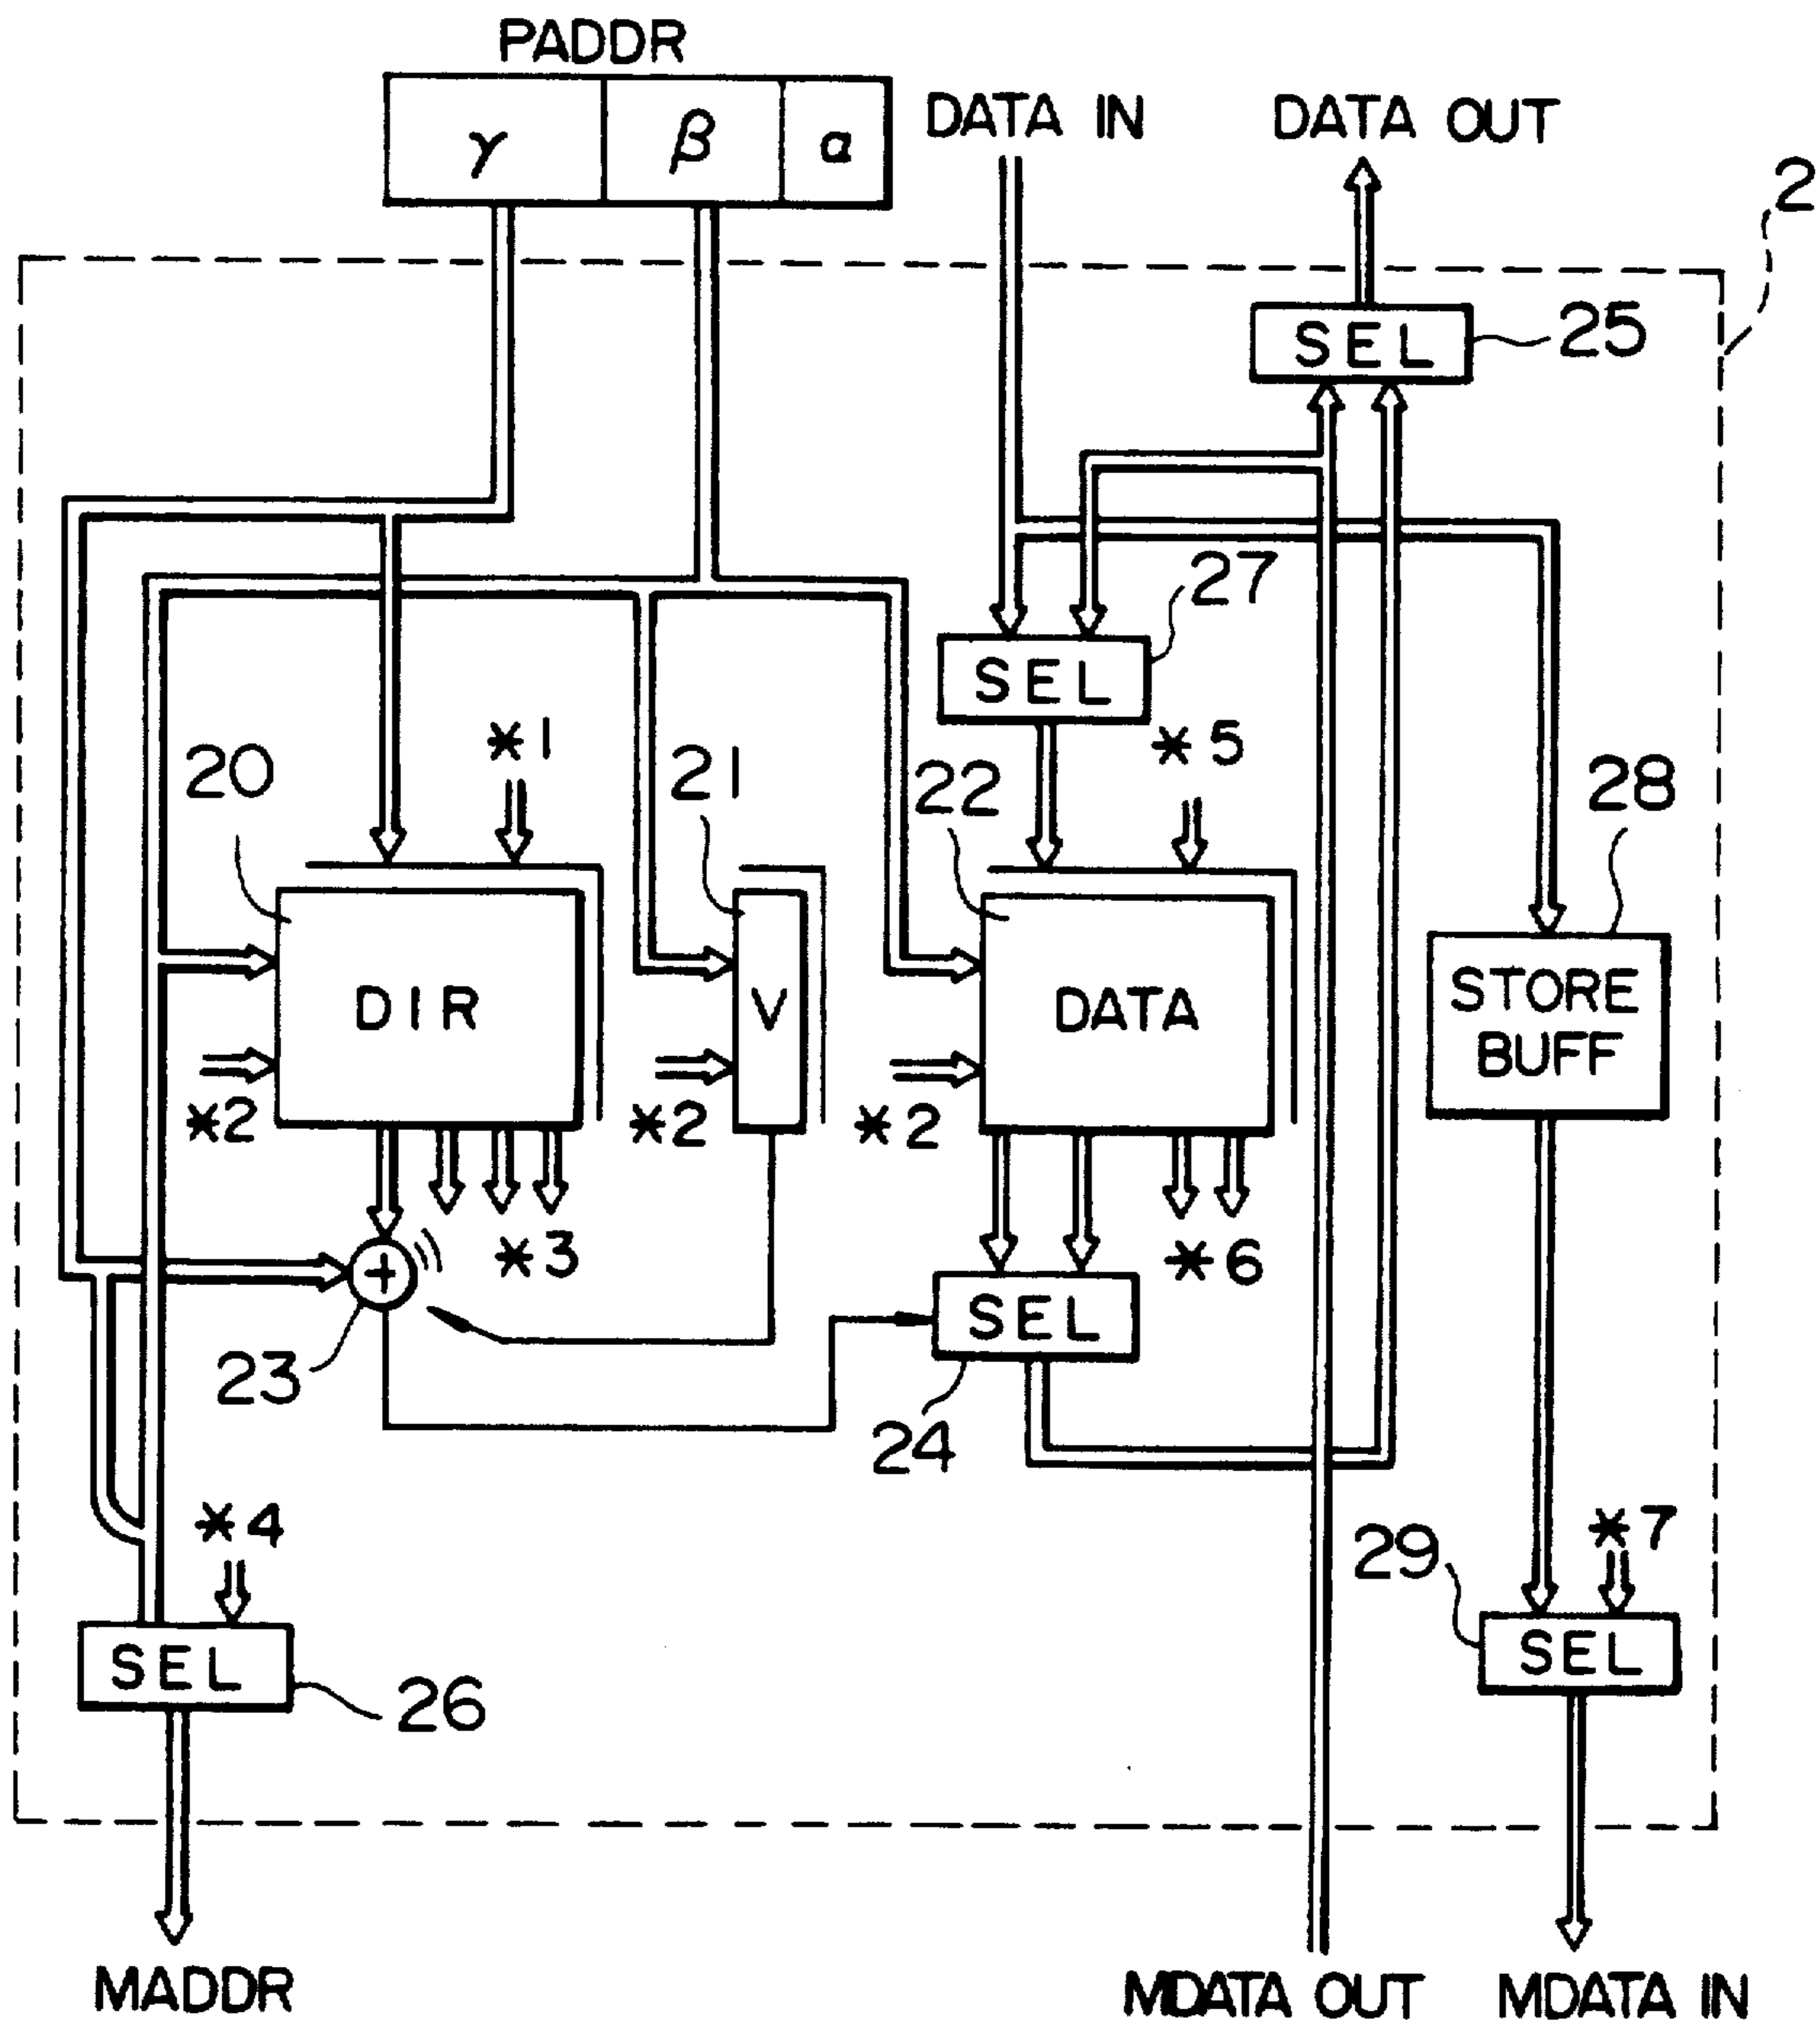 PADDR
γ β α
DATA IN
DATA OUT
2
SEL
25
27
SEL
*1
*5
20
21
22
28
DIR
V
DATA
STORE
BUFF
*2
*2
*2
*3
*6
+
SEL
23
24
*4
*7
29
SEL
SEL
26
MADDR
MDATA OUT
MDATA IN